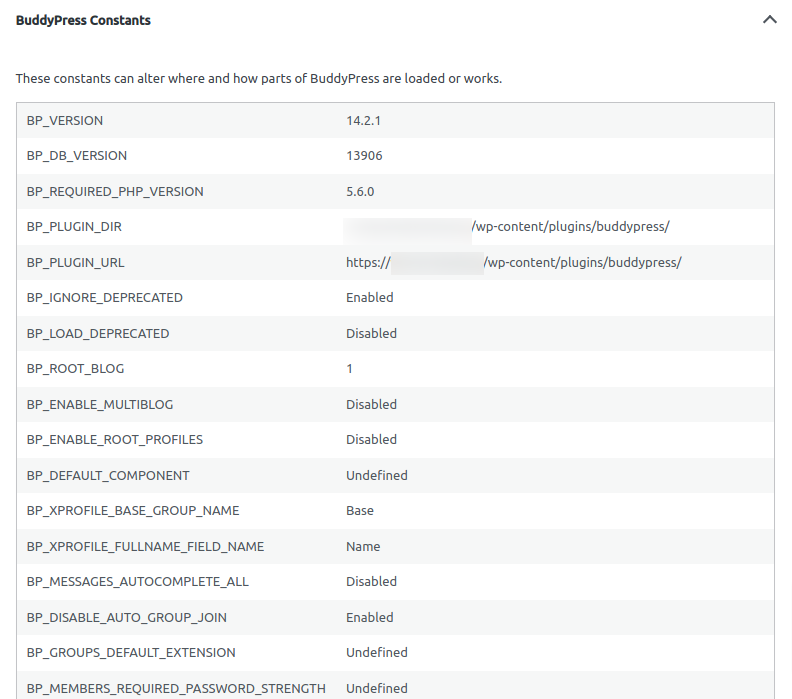 BuddyPress Constants
These constants can alter where and how parts of BuddyPress are loaded or works.
BP_VERSION 14.2.1
BP_DB_VERSION 13906
BP_REQUIRED_PHP_VERSION 5.6.0
BP_PLUGIN_DIR /wp-content/plugins/buddypress/
BP_PLUGIN_URL https:// /wp-content/plugins/buddypress/
BP_IGNORE_DEPRECATED Enabled
BP_LOAD_DEPRECATED Disabled
BP_ROOT_BLOG 1
BP_ENABLE_MULTIBLOG Disabled
BP_ENABLE_ROOT_PROFILES Disabled
BP_DEFAULT_COMPONENT Undefined
BP_XPROFILE_BASE_GROUP_NAME Base
BP_XPROFILE_FULLNAME_FIELD_NAME Name
BP_MESSAGES_AUTOCOMPLETE_ALL Disabled
BP_DISABLE_AUTO_GROUP_JOIN Enabled
BP_GROUPS_DEFAULT_EXTENSION Undefined
BP_MEMBERS_REQUIRED_PASSWORD_STRENGTH Undefined